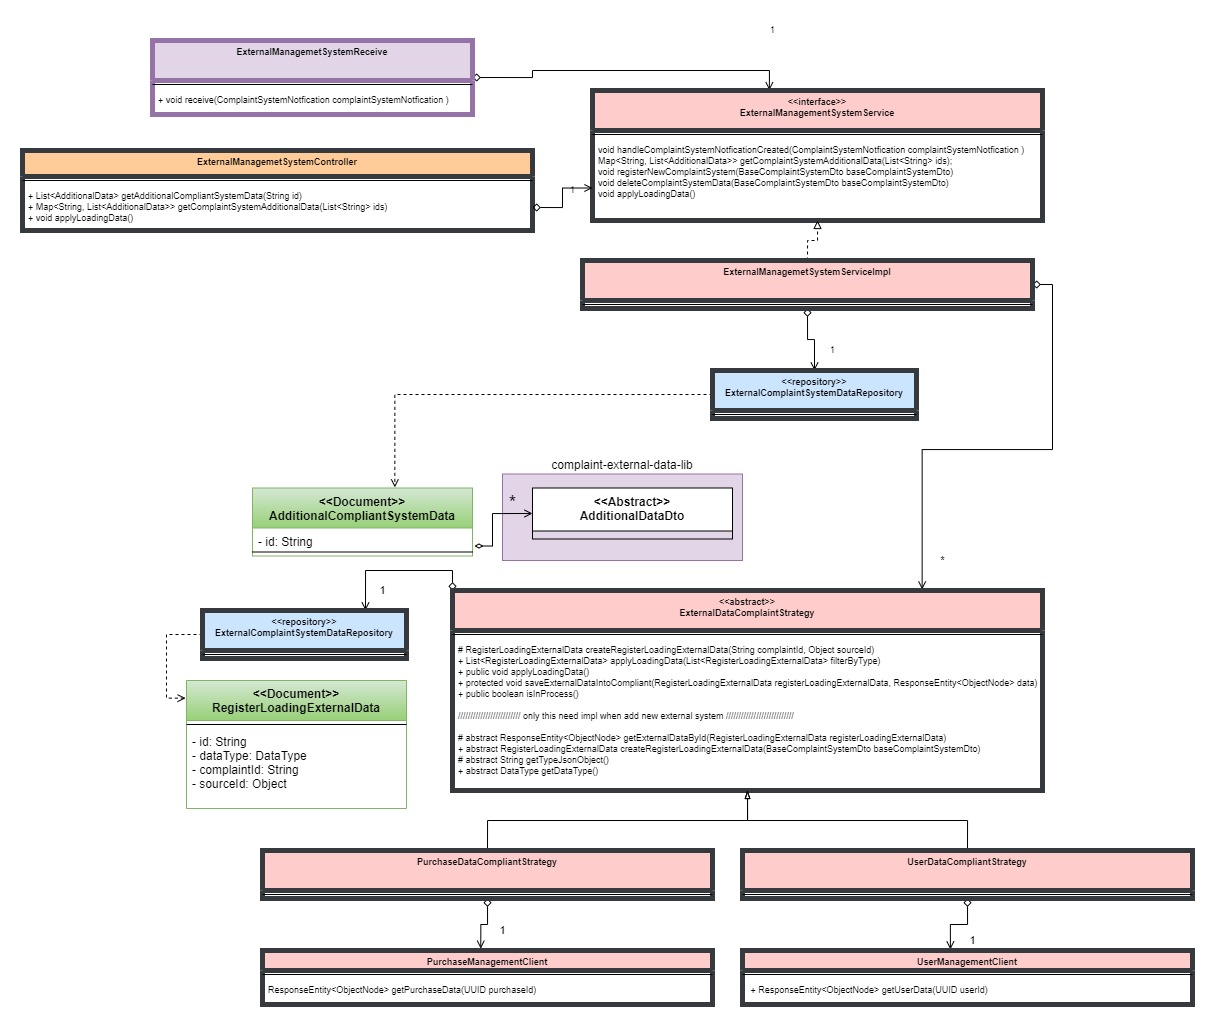 1
ExternalManagemetSystemReceive
+ void receive(ComplaintSystemNotfication complaintSystemNotfication )
<<interface>>
ExternalManagementSystemService
void handleComplaintSystemNotficationCreated(ComplaintSystemNotfication complaintSystemNotfication )
Map<String, List<AdditionalData>> getComplaintSystemAdditionalData(List<String> ids);
void registerNewComplaintSystem(BaseComplaintSystemDto baseComplaintSystemDto)
void deleteComplaintSystemData(BaseComplaintSystemDto baseComplaintSystemDto)
void applyLoadingData()
ExternalManagemetSystemController
+ List<AdditionalData> getAdditionalCompliantSystemData(String id)
+ Map<String, List<AdditionalData>> getComplaintSystemAdditionalData(List<String> ids)
+ void applyLoadingData()
1
ExternalManagemetSystemServiceImpl
1
<<repository>>
ExternalComplaintSystemDataRepository
complaint-external-data-lib
*
<<Abstract>>
AdditionalDataDto
<<Document>>
AdditionalCompliantSystemData
- id: String
*
1
<<repository>>
ExternalComplaintSystemDataRepository
<<Document>>
RegisterLoadingExternalData
- id: String
- dataType: DataType
- complaintId: String
- sourceId: Object
<<abstract>>
ExternalDataComplaintStrategy
# RegisterLoadingExternalData createRegisterLoadingExternalData(String complaintId, Object sourceId)
+ List<RegisterLoadingExternalData> applyLoadingData(List<RegisterLoadingExternalData> filterByType)
+ public void applyLoadingData()
+ protected void saveExternalDataIntoCompliant(RegisterLoadingExternalData registerLoadingExternalData, ResponseEntity<ObjectNode> data)
+ public boolean isInProcess()
////////////////////////// only this need impl when add new external system ////////////////////////////
# abstract ResponseEntity<ObjectNode> getExternalDataById(RegisterLoadingExternalData registerLoadingExternalData)
+ abstract RegisterLoadingExternalData createRegisterLoadingExternalData(BaseComplaintSystemDto baseComplaintSystemDto)
# abstract String getTypeJsonObject()
+ abstract DataType getDataType()
PurchaseDataCompliantStrategy
UserDataCompliantStrategy
1
1
PurchaseManagementClient
ResponseEntity<ObjectNode> getPurchaseData(UUID purchaseId)
UserManagementClient
+ ResponseEntity<ObjectNode> getUserData(UUID userId)